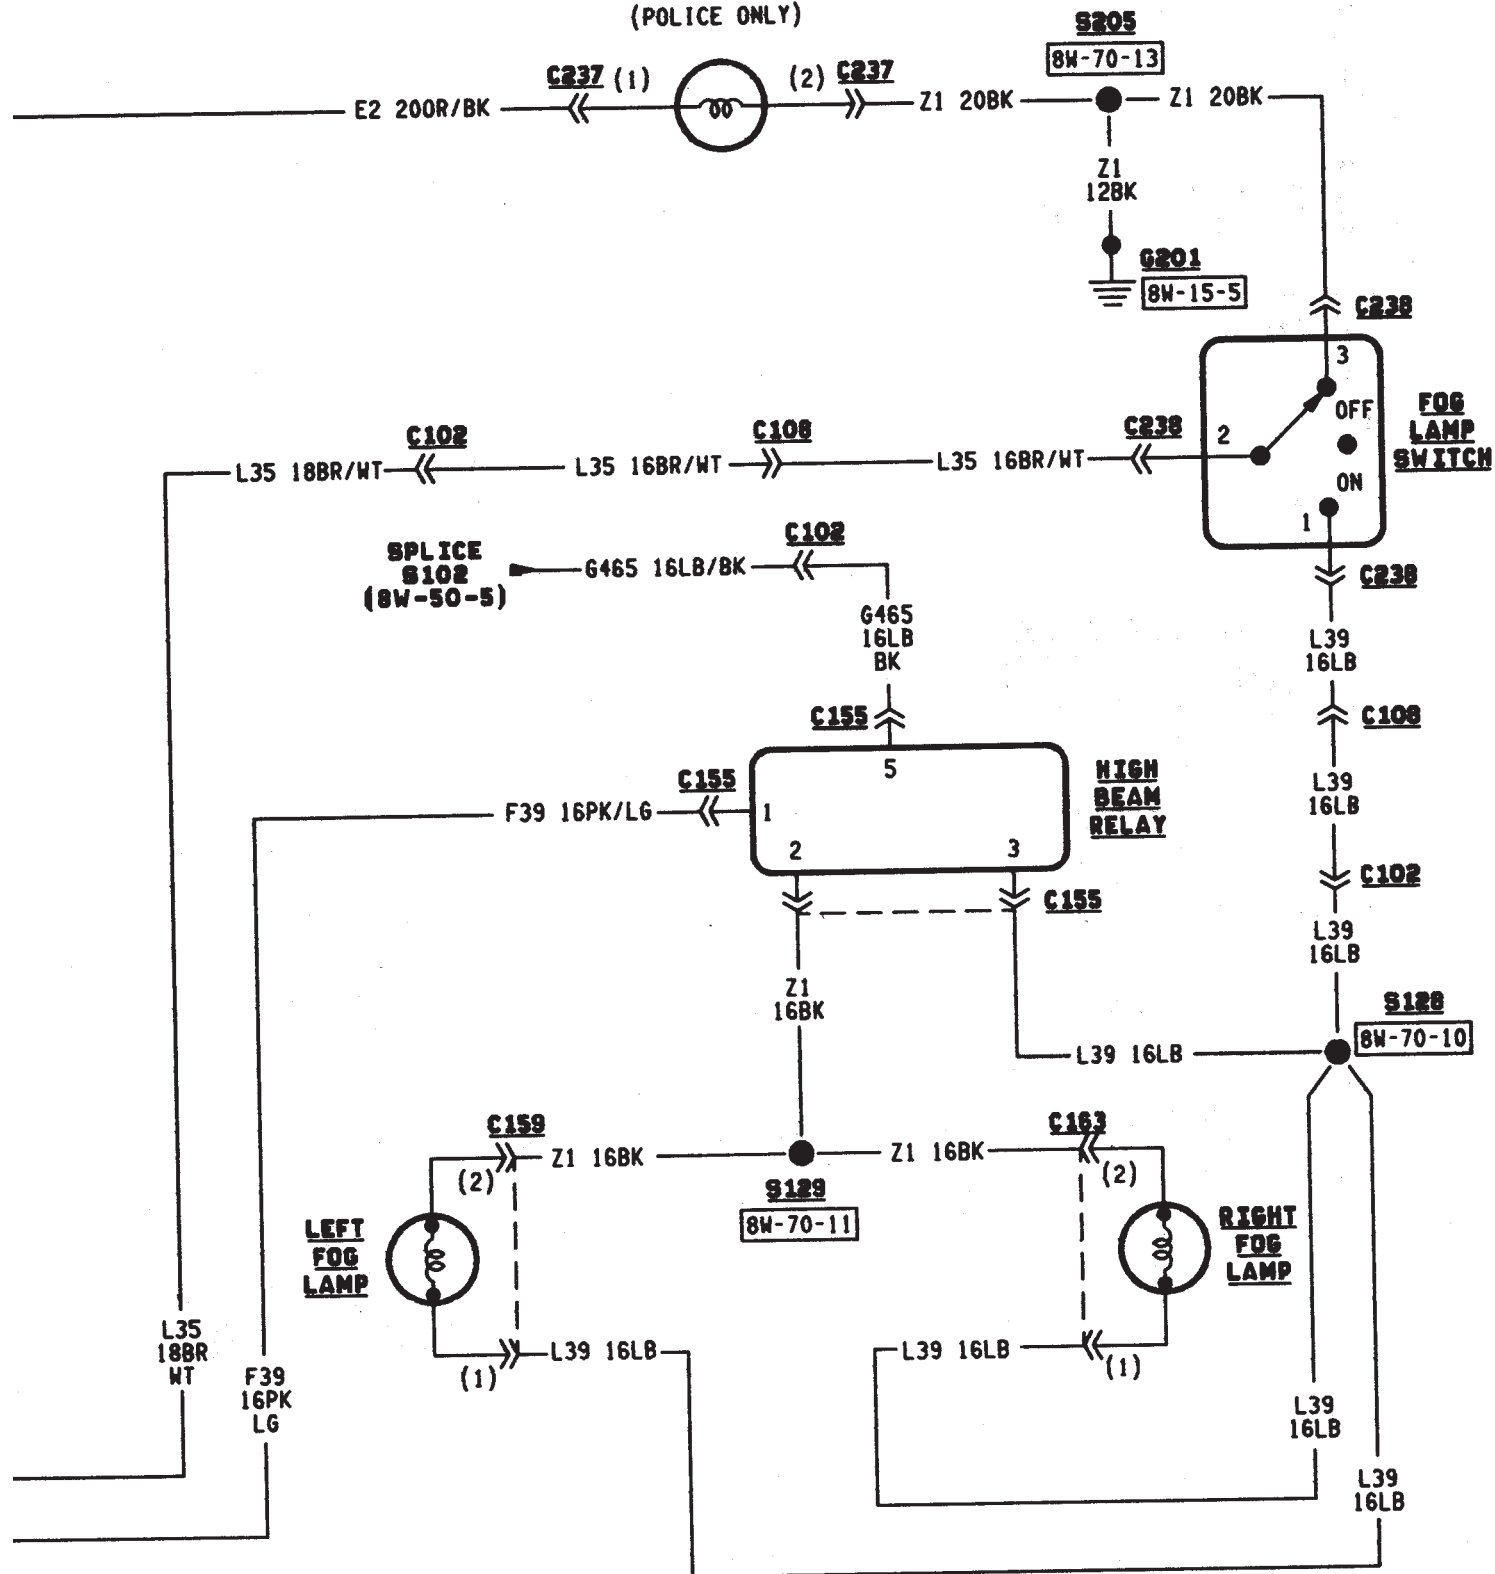 (POLICE ONLY)
S205
8W-70-13
C237 (1)
(2) C237
E2 20OR/BK
Z1 20BK
Z1 20BK
Z1
12BK
G201
8W-15-5
C238
3
OFF
FOG
LAMP
SWITCH
2
ON
1
C238
C102
C108
C238
L35 18BR/WT
L35 16BR/WT
L35 16BR/WT
SPLICE
S102
(8W-50-5)
C102
G465 16LB/BK
G465
16LB
BK
L39
16LB
C155
C108
5
HIGH
BEAM
RELAY
C155
F39 16PK/LG
1
2
3
L39
16LB
C155
C102
L39
16LB
Z1
16BK
S128
8W-70-10
L39 16LB
C159
C163
Z1 16BK
Z1 16BK
(2)
(2)
S129
8W-70-11
LEFT
FOG
LAMP
RIGHT
FOG
LAMP
L35
18BR
WT
L39 16LB
L39 16LB
(1)
(1)
F39
16PK
LG
L39
16LB
L39
16LB